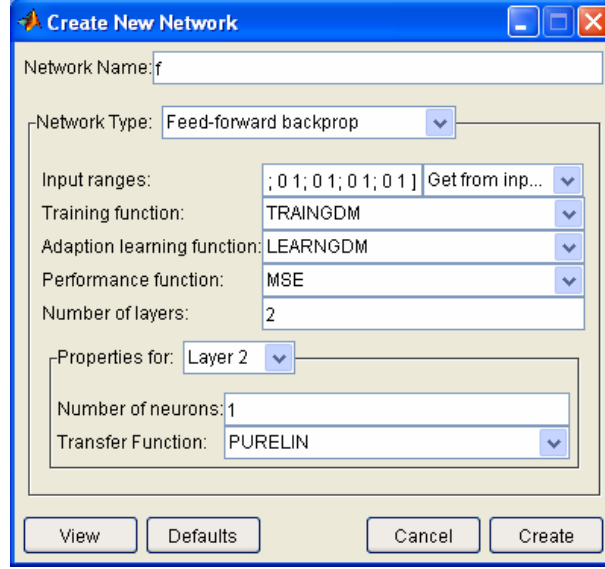 Create New Network
Network Name: f
Network Type: Feed-forward backprop
Input ranges: ; 0 1; 0 1; 0 1; 0 1 ] Get from inp...
Training function: TRAINGDM
Adaption learning function: LEARNGDM
Performance function: MSE
Number of layers: 2
Properties for: Layer 2
Number of neurons: 1
Transfer Function: PURELIN
View Defaults Cancel Create